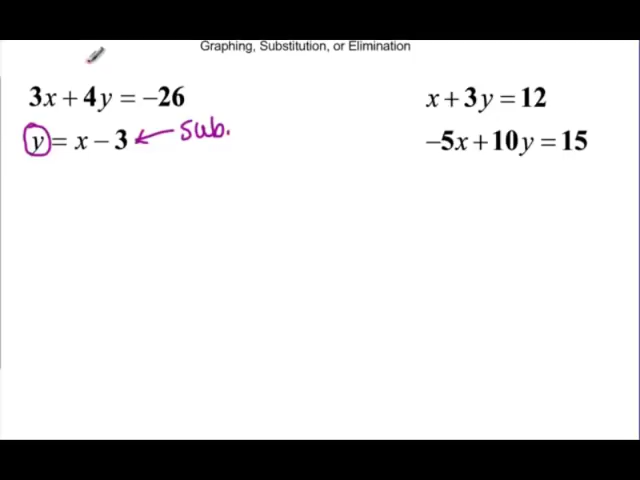 Graphing, Substitution, or Elimination
3x + 4y = −26
y = x − 3 ← sub.
x + 3y = 12
−5x + 10y = 15